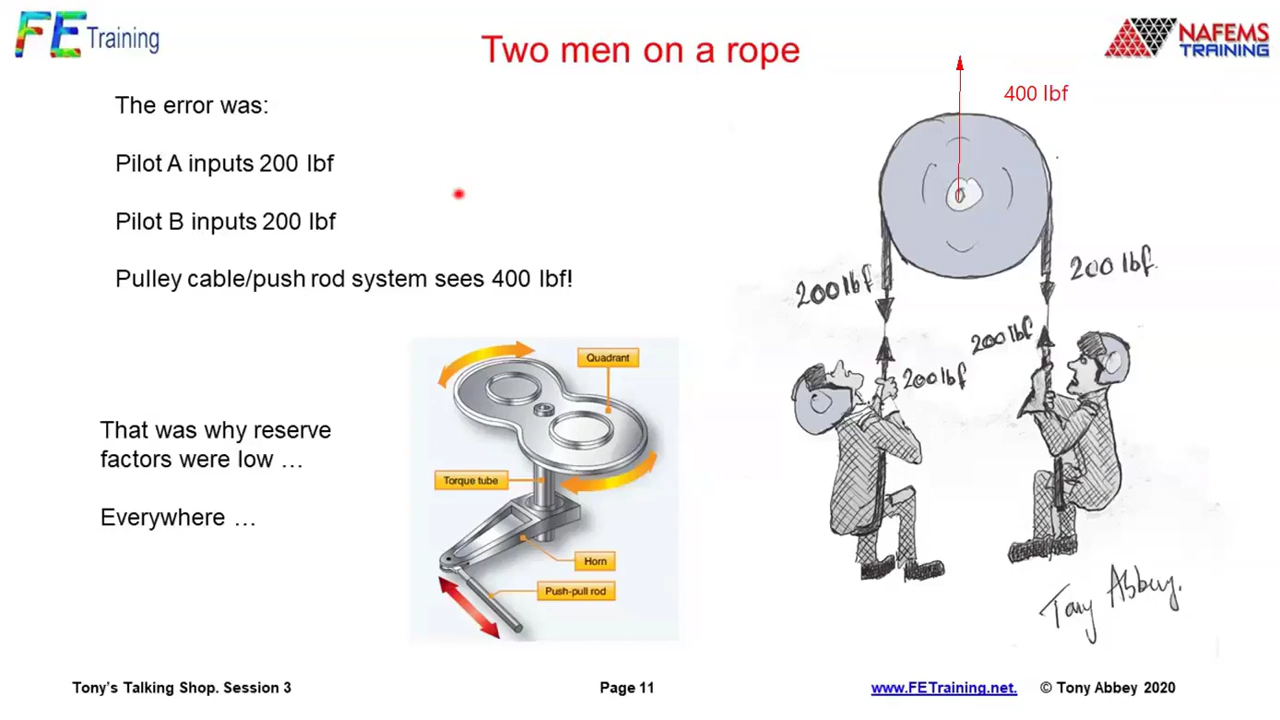 FE Training
Two men on a rope
NAFEMS
TRAINING
The error was:
Pilot A inputs 200 lbf
Pilot B inputs 200 lbf
Pulley cable/push rod system sees 400 lbf!
That was why reserve
factors were low …
Everywhere …
Quadrant
Torque tube
Horn
Push-pull rod
400 lbf
200 lbf
200 lbf.
200 lbf
200 lbf
Tony Abbey.
Tony's Talking Shop. Session 3
Page 11
www.FETraining.net.
© Tony Abbey 2020